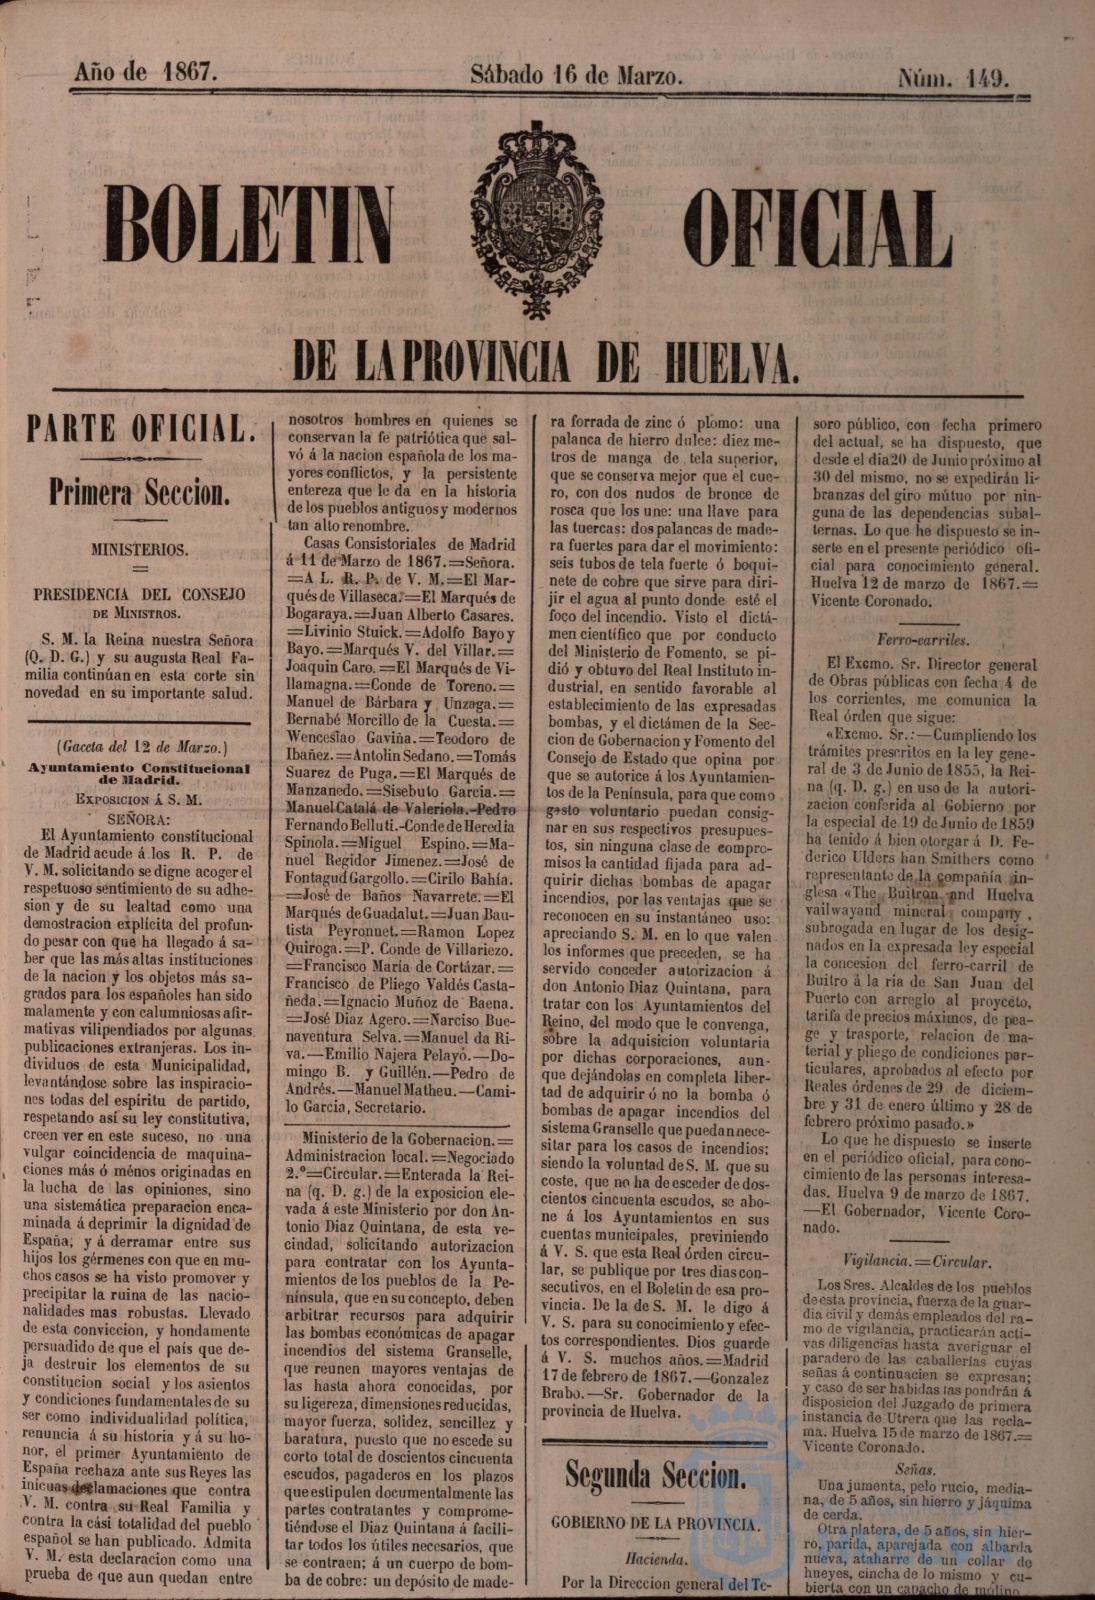 Año de 1867.
Sábado 16 de Marzo.
Núm. 149.
BOLETIN OFICIAL
DE LA PROVINCIA DE HUELVA.
PARTE OFICIAL.
Primera Seccion.
MINISTERIOS.
PRESIDENCIA DEL CONSEJO
DE MINISTROS.
S. M. la Reina nuestra Señora
(Q. D. G.) y su augusta Real Fa-
milia continúan en esta corte sin
novedad en su importante salud.
(Gaceta del 12 de Marzo.)
Ayuntamiento Constitucional
de Madrid.
EXPOSICION Á S. M.
SEÑORA:
El Ayuntamiento constitucional
de Madrid acude á los R. P. de
V. M. solicitando se digne acoger el
respetuoso sentimiento de su adhe-
sion y de su lealtad como una
demostracion explícita del profun-
do pesar con que ha llegado á sa-
ber que las más altas instituciones
de la nacion y los objetos más sa-
grados para los españoles han sido
malamente y con calumniosas afir-
mativas vilipendiados por algunas
publicaciones extranjeras. Los in-
dividuos de esta Municipalidad,
levantándose sobre las inspiracio-
nes todas del espíritu de partido,
respetando así su ley constitutiva,
creen ver en este suceso, no una
vulgar coincidencia de maquina-
ciones más ó ménos originadas en
la lucha de las opiniones, sino
una sistemática preparacion enca-
minada á deprimir la dignidad de
España, y á derramar entre sus
hijos los gérmenes con que en mu-
chos casos se ha visto promover y
precipitar la ruina de las nacio-
nalidades mas robustas. Llevado
de esta conviccion, y hondamente
persuadido de que el país que de-
ja destruir los elementos de su
constitucion social y los asientos
y condiciones fundamentales de su
ser como individualidad política,
renuncia á su historia y á su ho-
nor, el primer Ayuntamiento de
España rechaza ante sus Reyes las
inicuas declamaciones que contra
V. M. contra su Real Familia y
contra la cási totalidad del pueblo
español se han publicado. Admita
V. M. esta declaracion como una
prueba de que aun quedan entre
nosotros hombres en quienes se
conservan la fe patriótica que sal-
vó á la nacion española de los ma-
yores conflictos, y la persistente
entereza que le da en la historia
de los pueblos antiguos y modernos
tan alto renombre.
Casas Consistoriales de Madrid
á 11 de Marzo de 1867.=Señora.
=A L. R. P. de V. M.=El Mar-
qués de Villaseca.=El Marqués de
Bogaraya.=Juan Alberto Casares.
=Livinio Stuick.=Adolfo Bayo y
Bayo.=Marqués V. del Villar.=
Joaquin Caro.=El Marqués de Vi-
llamagna.=Conde de Toreno.=
Manuel de Bárbara y Unzaga.=
Bernabé Morcillo de la Cuesta.=
Wenceslao Gaviña.=Teodoro de
Ibañez.=Antolin Sedano.=Tomás
Suarez de Puga.=El Marqués de
Manzanedo.=Sisebuto Garcia.=
Manuel Catalá de Valeriola.-Pedro
Fernando Belluti.-Conde de Heredia
Spinola.=Miguel Espino.=Ma-
nuel Regidor Jimenez.=José de
Fontagud Gargollo.=Cirilo Bahía.
=José de Baños Navarrete.=El
Marqués de Guadalut.=Juan Bau-
tista Peyronnet.=Ramon Lopez
Quiroga.=P. Conde de Villariezo.
=Francisco María de Cortázar.=
Francisco de Pliego Valdés Casta-
ñeda.=Ignacio Muñoz de Baena.
=José Diaz Agero.=Narciso Bue-
naventura Selva.=Manuel da Ri-
va.—Emilio Najera Pelayo.—Do-
mingo B. y Guillén.—Pedro de
Andrés.—Manuel Matheu.—Cami-
lo Garcia, Secretario.
Ministerio de la Gobernacion.=
Administracion local.=Negociado
2.º=Circular.=Enterada la Rei-
na (q. D. g.) de la exposicion ele-
vada á este Ministerio por don An-
tonio Diaz Quintana, de esta ve-
cindad, solicitando autorizacion
para contratar con los Ayunta-
mientos de los pueblos de la Pe-
nínsula, que en su concepto, deben
arbitrar recursos para adquirir
las bombas económicas de apagar
incendios del sistema Granselle,
que reunen mayores ventajas de
las hasta ahora conocidas, por
su ligereza, dimensiones reducidas,
mayor fuerza, solidez, sencillez y
baratura, puesto que no escede su
corto total de doscientos cincuenta
escudos, pagaderos en los plazos
que estipulen documentalmente las
partes contratantes y comprome-
tiéndose el Diaz Quintana á facili-
tar todos los útiles necesarios, que
se contraen; á un cuerpo de bom-
ba de cobre: un depósito de made-
ra forrada de zinc ó plomo: una
palanca de hierro dulce: diez me-
tros de manga de tela superior,
que se conserva mejor que el cue-
ro, con dos nudos de bronce de
rosca que los une: una llave para
las tuercas: dos palancas de made-
ra fuertes para dar el movimiento:
seis tubos de tela fuerte ó boqui-
nete de cobre que sirve para diri-
jir el agua al punto donde esté el
foco del incendio. Visto el dictá-
men científico que por conducto
del Ministerio de Fomento, se pi-
dió y obtuvo del Real Instituto in-
dustrial, en sentido favorable al
establecimiento de las expresadas
bombas, y el dictámen de la Sec-
cion de Gobernacion y Fomento del
Consejo de Estado que opina por
que se autorice á los Ayuntamien-
tos de la Península, para que como
gasto voluntario puedan consig-
nar en sus respectivos presupues-
tos, sin ninguna clase de compro-
misos la cantidad fijada para ad-
quirir dichas bombas de apagar
incendios, por las ventajas que se
reconocen en su instantáneo uso:
apreciando S. M. en lo que valen
los informes que preceden, se ha
servido conceder autorizacion á
don Antonio Diaz Quintana, para
tratar con los Ayuntamientos del
Reino, del modo que le convenga,
sobre la adquisicion voluntaria
por dichas corporaciones, aun-
que dejándolas en completa liber-
tad de adquirir ó no la bomba ó
bombas de apagar incendios del
sistema Granselle que puedan nece-
sitar para los casos de incendios;
siendo la voluntad de S. M. que su
coste, que no ha de esceder de dos-
cientos cincuenta escudos, se abo-
ne á los Ayuntamientos en sus
cuentas municipales, previniendo
á V. S. que esta Real órden circu-
lar, se publique por tres dias con-
secutivos, en el Boletin de esa pro-
vincia. De la de S. M. le digo á
V. S. para su conocimiento y efec-
tos correspondientes. Dios guarde
á V. S. muchos años.=Madrid
17 de febrero de 1867.—Gonzalez
Brabo.—Sr. Gobernador de la
provincia de Huelva.
Segunda Seccion.
GOBIERNO DE LA PROVINCIA.
Hacienda.
Por la Direccion general del Te-
soro público, con fecha primero
del actual, se ha dispuesto, que
desde el dia 20 de Junio próximo al
30 del mismo, no se expedirán li-
branzas del giro mútuo por nin-
guna de las dependencias subal-
ternas. Lo que he dispuesto se in-
serte en el presente periódico ofi-
cial para conocimiento general.
Huelva 12 de marzo de 1867.=
Vicente Coronado.
Ferro-carriles.
El Excmo. Sr. Director general
de Obras públicas con fecha 4 de
los corrientes, me comunica la
Real órden que sigue:
«Excmo. Sr.:—Cumpliendo los
trámites prescritos en la ley gene-
ral de 3 de Junio de 1855, la Rei-
na (q. D. g.) en uso de la autori-
zacion conferida al Gobierno por
la especial de 19 de Junio de 1859
ha tenido á bien otorgar á D. Fe-
derico Ulders han Smithers como
representante de la compañía in-
glesa «The Buitron and Huelva
vailwayand mineral company,
subrogada en lugar de los desig-
nados en la expresada ley especial
la concesion del ferro-carril de
Buitro á la ria de San Juan del
Puerto con arreglo al proyecto,
tarifa de precios máximos, de pea-
ge y trasporte, relacion de ma-
terial y pliego de condiciones par-
ticulares, aprobados al efecto por
Reales órdenes de 29 de diciem-
bre y 31 de enero último y 28 de
febrero próximo pasado.»
Lo que he dispuesto se inserte
en el periódico oficial, para cono-
cimiento de las personas interesa-
das. Huelva 9 de marzo de 1867.
—El Gobernador, Vicente Coro-
nado.
Vigilancia.=Circular.
Los Sres. Alcaldes de los pueblos
de esta provincia, fuerza de la guar-
dia civil y demás empleados del ra-
mo de vigilancia, practicarán acti-
vas diligencias hasta averiguar el
paradero de las caballerías cuyas
señas á continuacion se expresan;
y caso de ser habidas las pondrán á
disposicion del Juzgado de primera
instancia de Utrera que las recla-
ma. Huelva 15 de marzo de 1867.=
Vicente Coronado.
Señas.
Una jumenta, pelo rucio, media-
na, de 5 años, sin hierro y jáquima
de cerda.
Otra platera, de 5 años, sin hier-
ro, parida, aparejada con albarda
nueva, ataharre de un collar de
hueyes, cincha de lo mismo y cu-
bierta con un capacho de molino